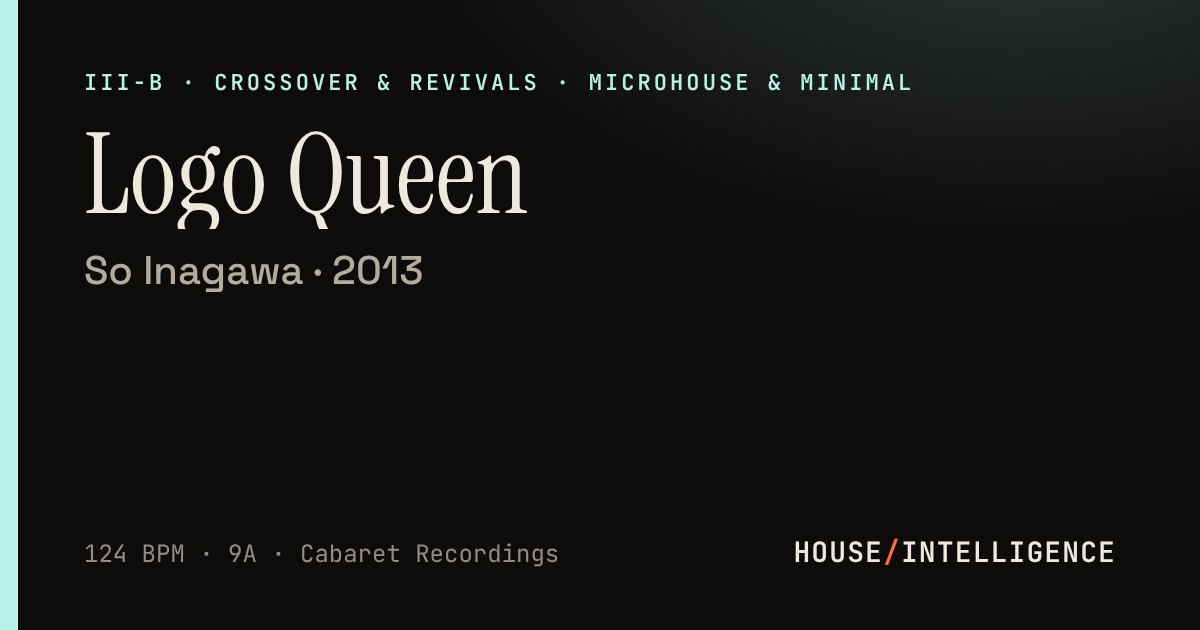 III-B · CROSSOVER & REVIVALS · MICROHOUSE & MINIMAL
Logo Queen
So Inagawa · 2013
124 BPM · 9A · Cabaret Recordings
HOUSE/INTELLIGENCE